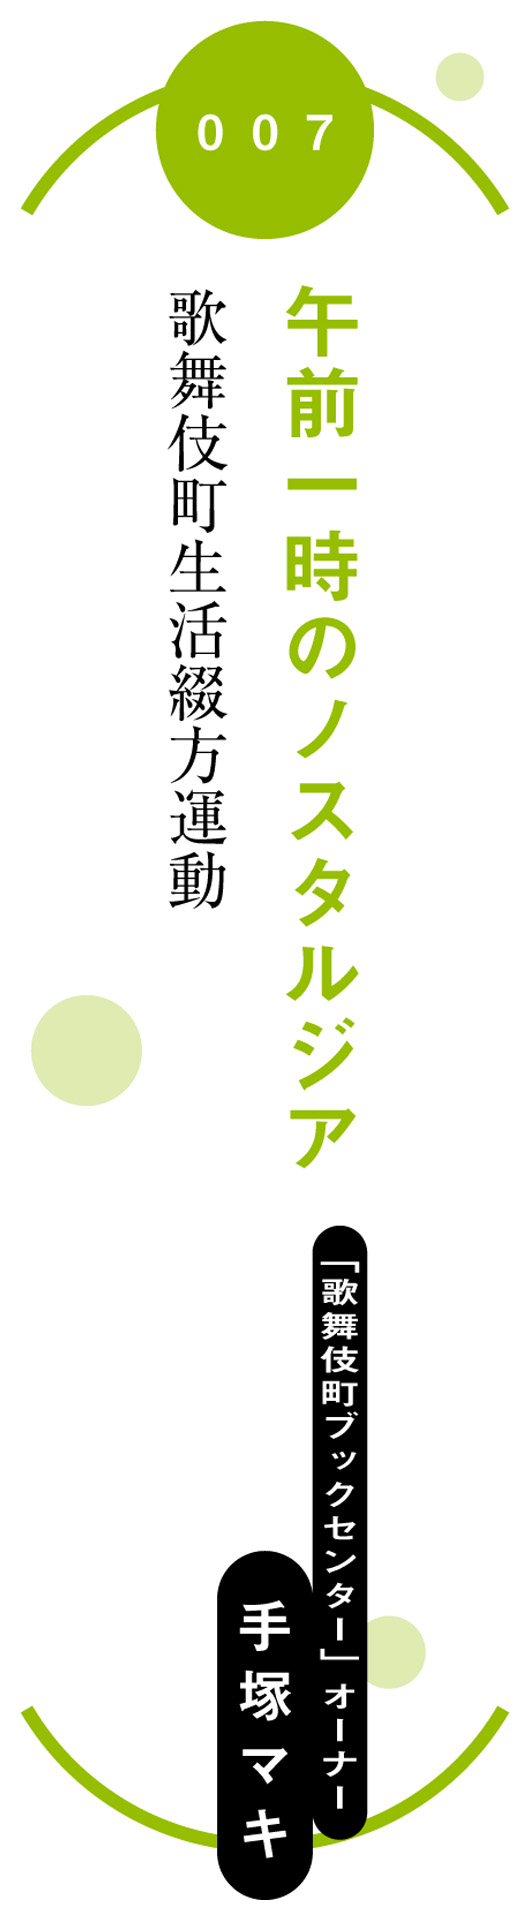 007
午前一時のノスタルジア
歌舞伎町生活綴方運動
「歌舞伎町ブックセンター」オーナー
手塚マキ